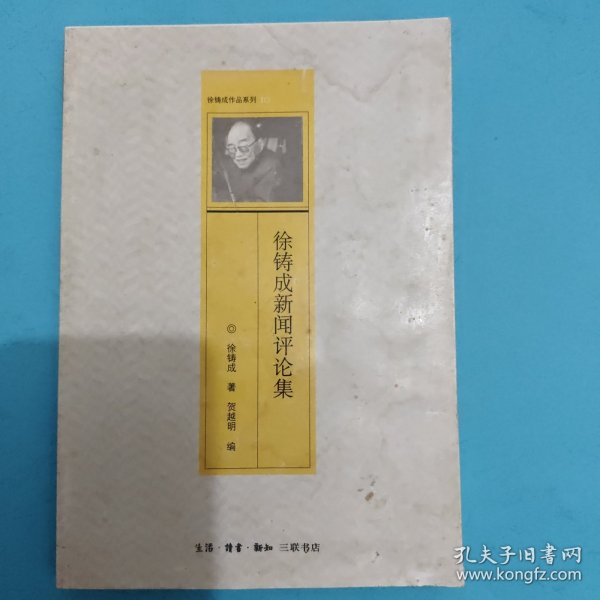 徐铸成作品系列
徐铸成新闻评论集
◎ 徐铸成 著 贺越明 编
生活·读书·新知 三联书店
孔夫子旧书网
www.kongfz.com